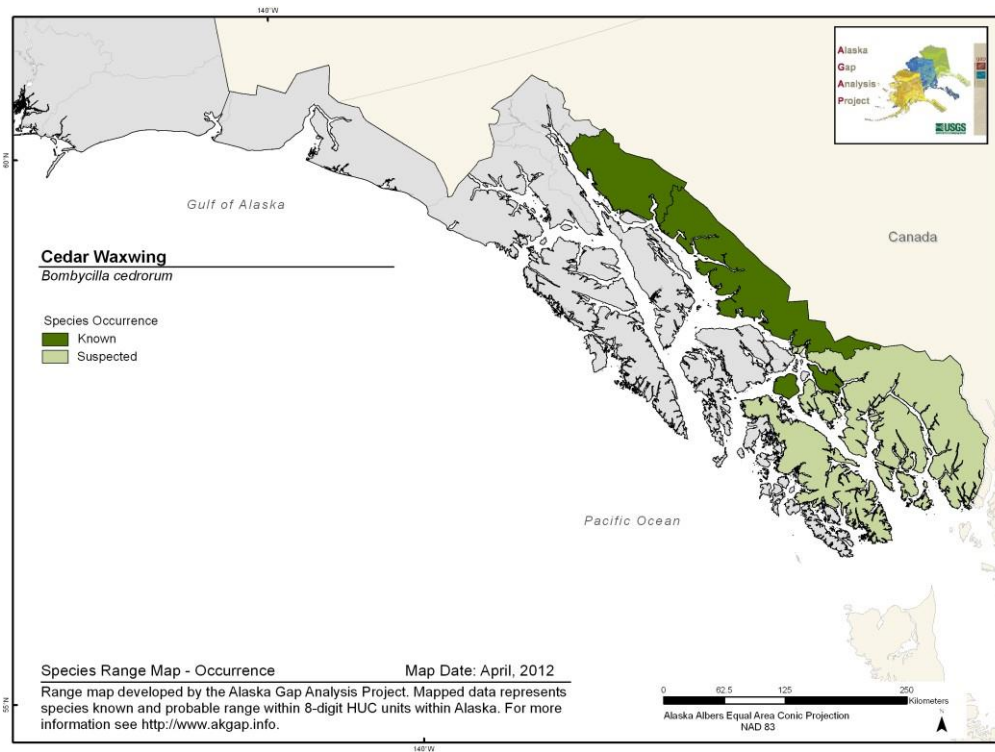 140°W
Alaska
Gap
Analysis
Project
USGS
60°N
Gulf of Alaska
Canada
Cedar Waxwing
Bombycilla cedrorum
Species Occurrence
Known
Suspected
Pacific Ocean
Species Range Map - Occurrence
Map Date: April, 2012
Range map developed by the Alaska Gap Analysis Project. Mapped data represents
species known and probable range within 8-digit HUC units within Alaska. For more
information see http://www.akgap.info.
0 62.5 125 250
Kilometers
Alaska Albers Equal Area Conic Projection
NAD 83
N
55°N
140°W